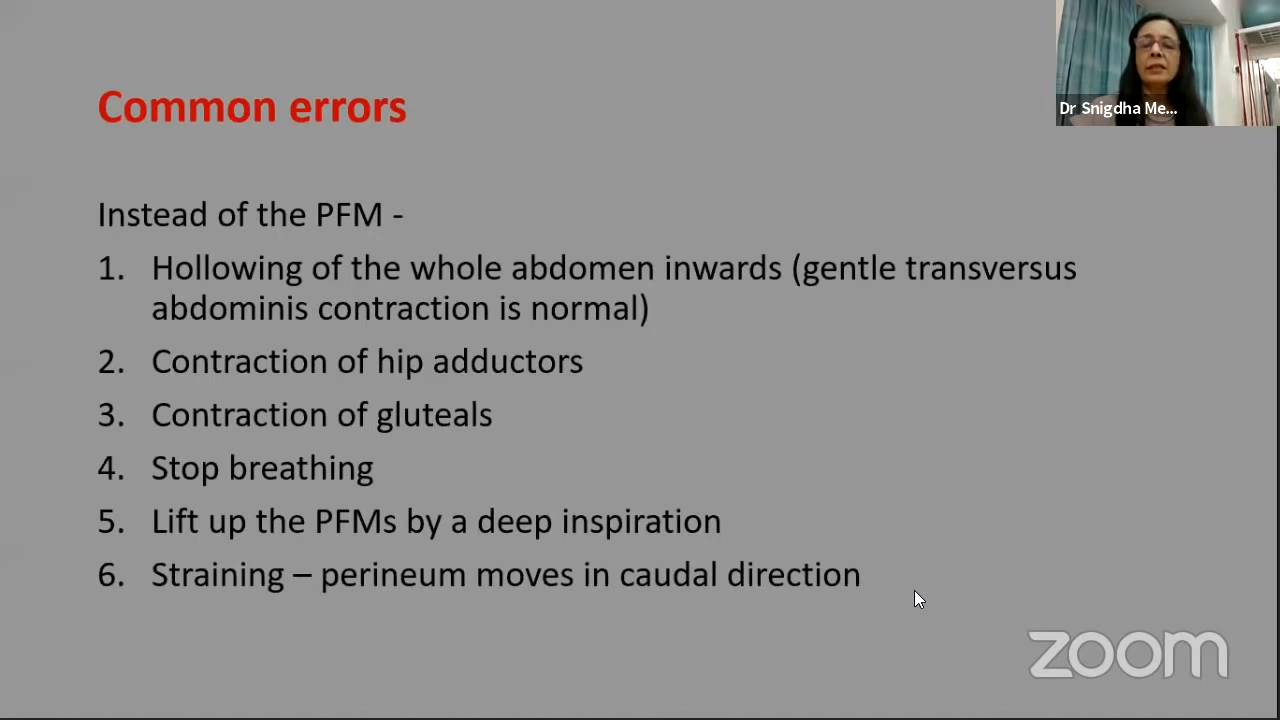 Dr Snigdha Me...
Common errors
Instead of the PFM -
1. Hollowing of the whole abdomen inwards (gentle transversus
abdominis contraction is normal)
2. Contraction of hip adductors
3. Contraction of gluteals
4. Stop breathing
5. Lift up the PFMs by a deep inspiration
6. Straining – perineum moves in caudal direction
zoom